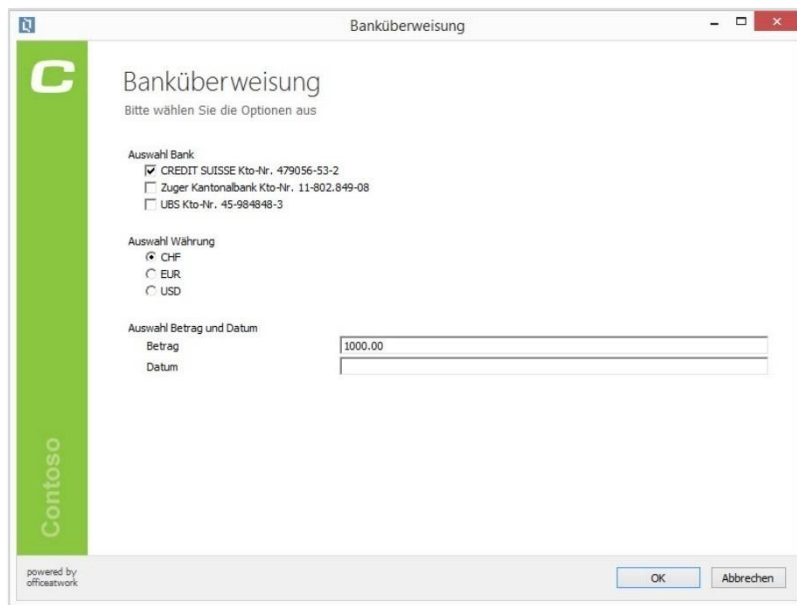 Banküberweisung
C
Banküberweisung
Bitte wählen Sie die Optionen aus
Auswahl Bank
CREDIT SUISSE Kto-Nr. 479056-53-2
Zuger Kantonalbank Kto-Nr. 11-802.849-08
UBS Kto-Nr. 45-984848-3
Auswahl Währung
CHF
EUR
USD
Auswahl Betrag und Datum
Betrag 1000.00
Datum
Contoso
powered by
officeatwork
OK Abbrechen